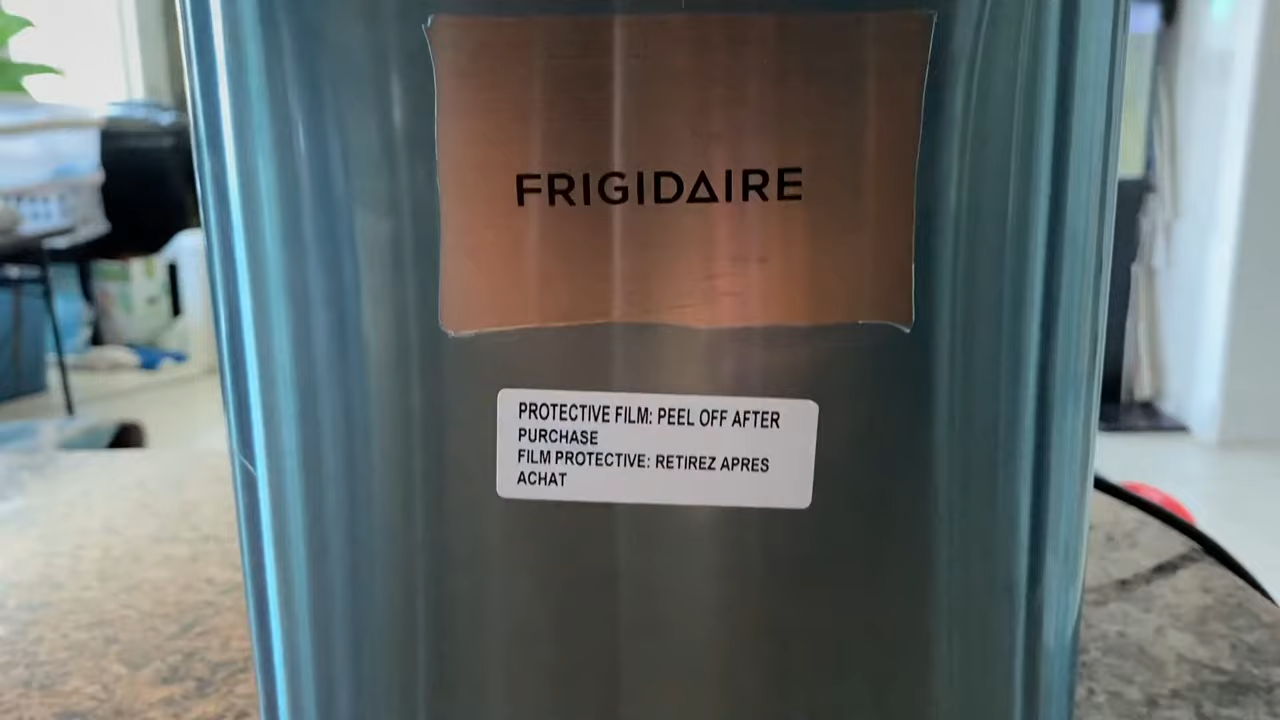 FRIGIDAIRE
PROTECTIVE FILM: PEEL OFF AFTER
PURCHASE
FILM PROTECTIVE: RETIREZ APRES
ACHAT